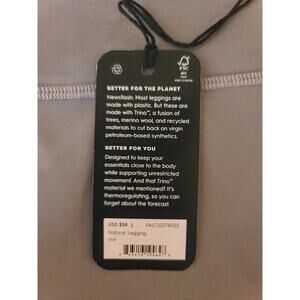 FSC
BETTER FOR THE PLANET
Newsflash: Most leggings are
made with plastic. But these are
made with Trino™, a fusion of
trees, merino wool, and recycled
materials to cut back on virgin
petroleum-based synthetics.
BETTER FOR YOU
Designed to keep your
essentials close to the body
while supporting unrestricted
movement. And that Trino™
material we mentioned? It's
thermoregulating, so you can
forget about the forecast.
USD $98 L
Natural Legging